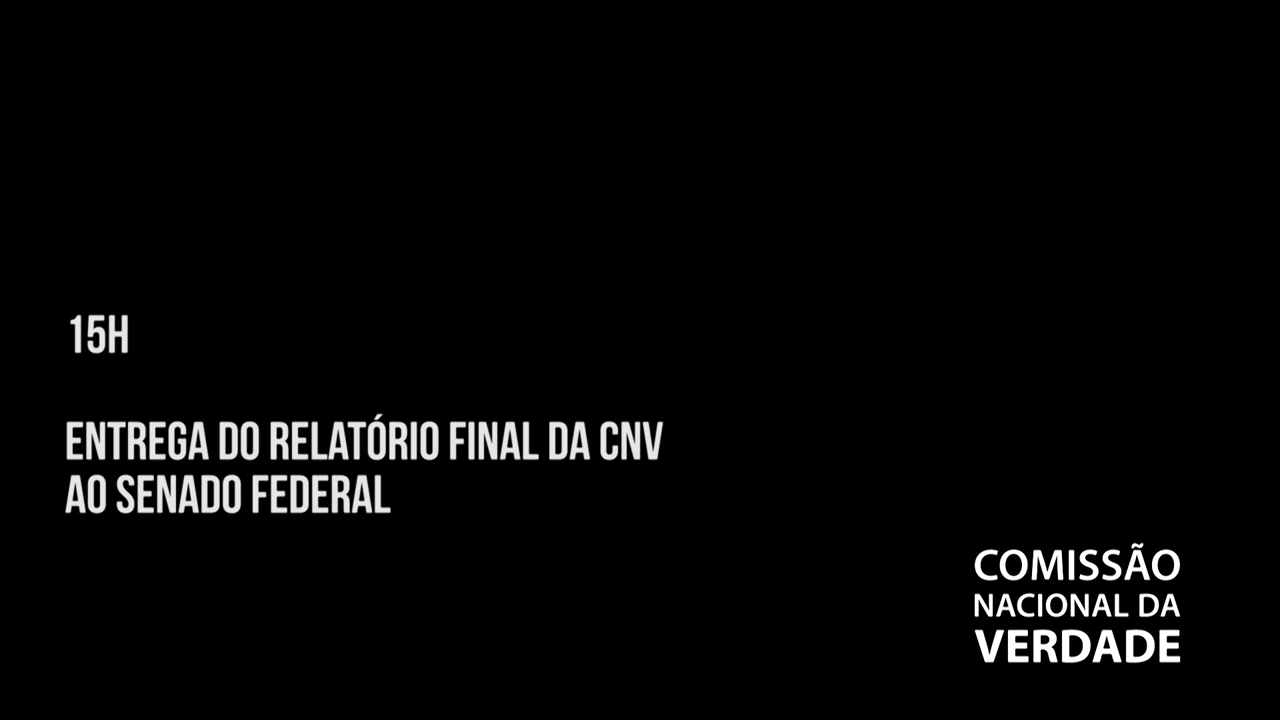 15H
ENTREGA DO RELATÓRIO FINAL DA CNV
AO SENADO FEDERAL
COMISSÃO
NACIONAL DA
VERDADE